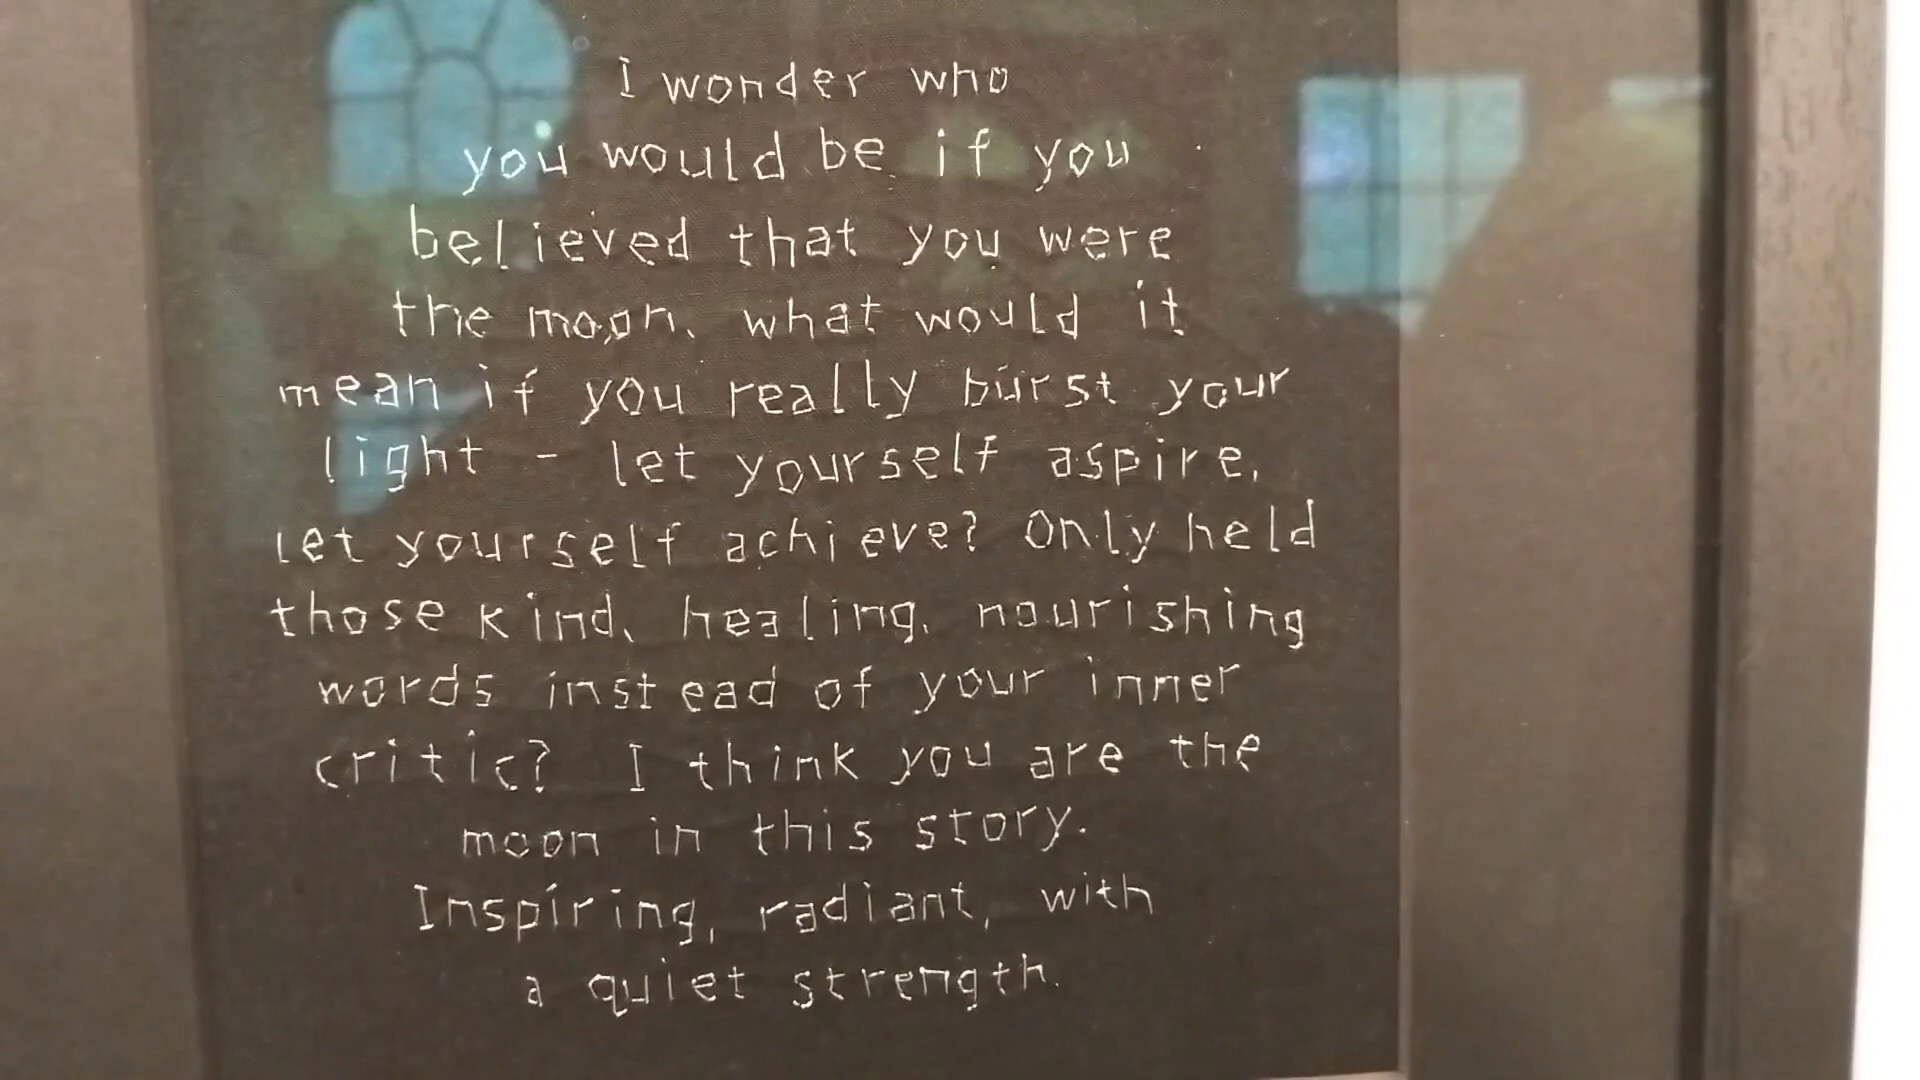 I wonder who
you would be if you
believed that you were
the moon, what would it
mean if you really burst your
light - let yourself aspire,
Let yourself achieve? Only held
those kind, healing, nourishing
words instead of your inner
critic? I think you are the
moon in this story.
Inspiring, radiant, with
a quiet strength.